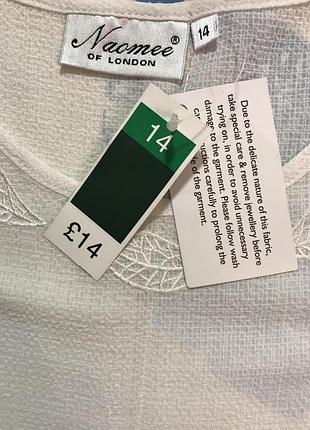 Naomee®
OF LONDON
14
14
£14
Due to the delicate nature of this fabric,
take special care & remove jewellery before
trying on, in order to avoid unnecessary
damage to the garment. Please follow wash
care instructions carefully to prolong the
life of the garment.